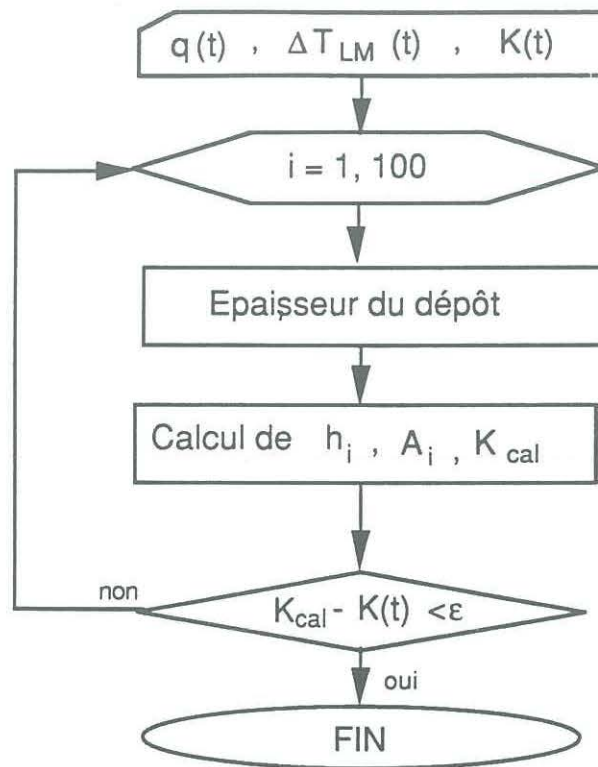 q(t) , ΔT_LM (t) , K(t)
i = 1, 100
Epaisseur du dépôt
Calcul de h_i , A_i , K_cal
non
K_cal - K(t) <ε
oui
FIN